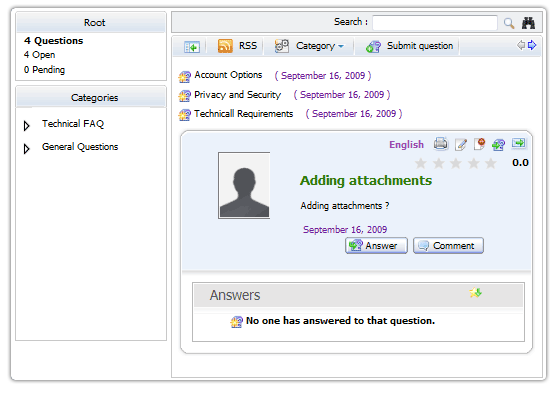 Root
4 Questions
4 Open
0 Pending
Categories
Technical FAQ
General Questions
Search :
RSS Category Submit question
Account Options ( September 16, 2009 )
Privacy and Security ( September 16, 2009 )
Technicall Requirements ( September 16, 2009 )
English
0.0
Adding attachments
Adding attachments ?
September 16, 2009
Answer Comment
Answers
No one has answered to that question.